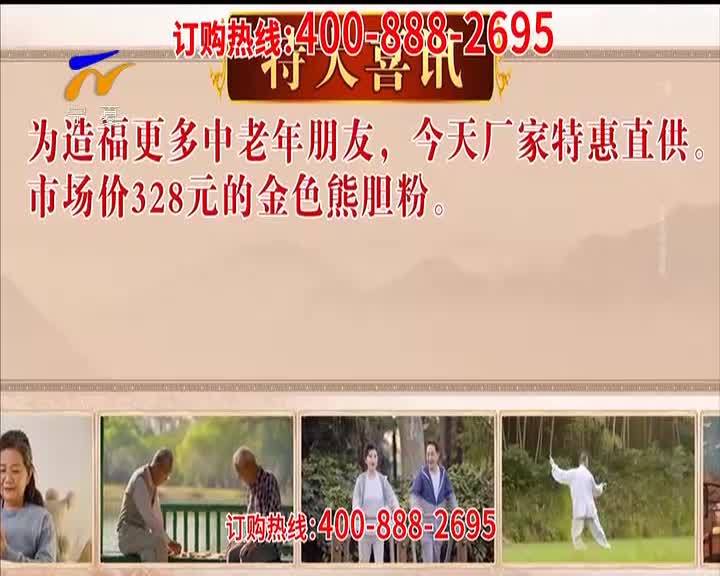 订购热线:400-888-2695
特大喜讯
宁夏
为造福更多中老年朋友，今天厂家特惠直供。
市场价328元的金色熊胆粉。
订购热线:400-888-2695